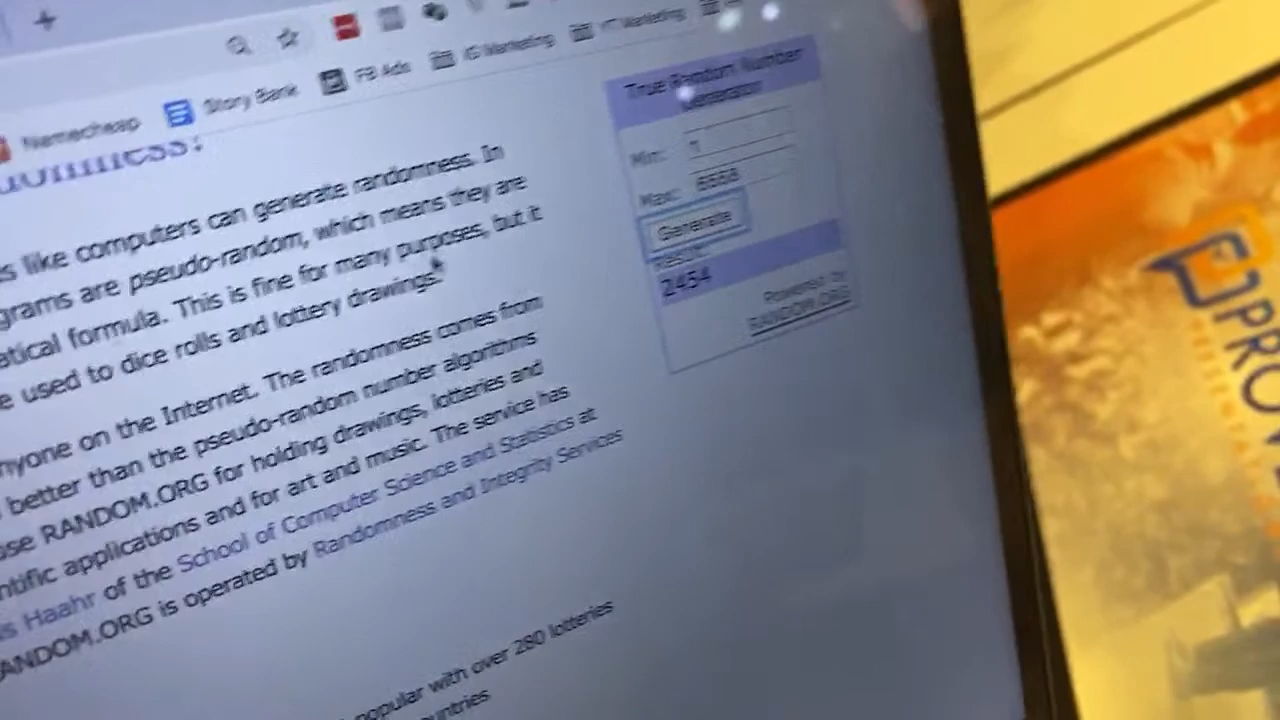 Namecheap
Story Bank
FB Ads
IG Marketing
Marketing
like computers can generate randomness. In
grams are pseudo-random, which means they are
atical formula. This is fine for many purposes, but it
e used to dice rolls and lottery drawings.
nyone on the Internet. The randomness comes from
better than the pseudo-random number algorithms
use RANDOM.ORG for holding drawings, lotteries and
ntific applications and for art and music. The service has
s Haahr of the School of Computer Science and Statistics at
ANDOM.ORG is operated by Randomness and Integrity Services
popular with over 280 lotteries
untries
True Random Number
Generator
Min:
1
Max:
Generate
Result:
2454
Powered by
RANDOM.ORG
PRO